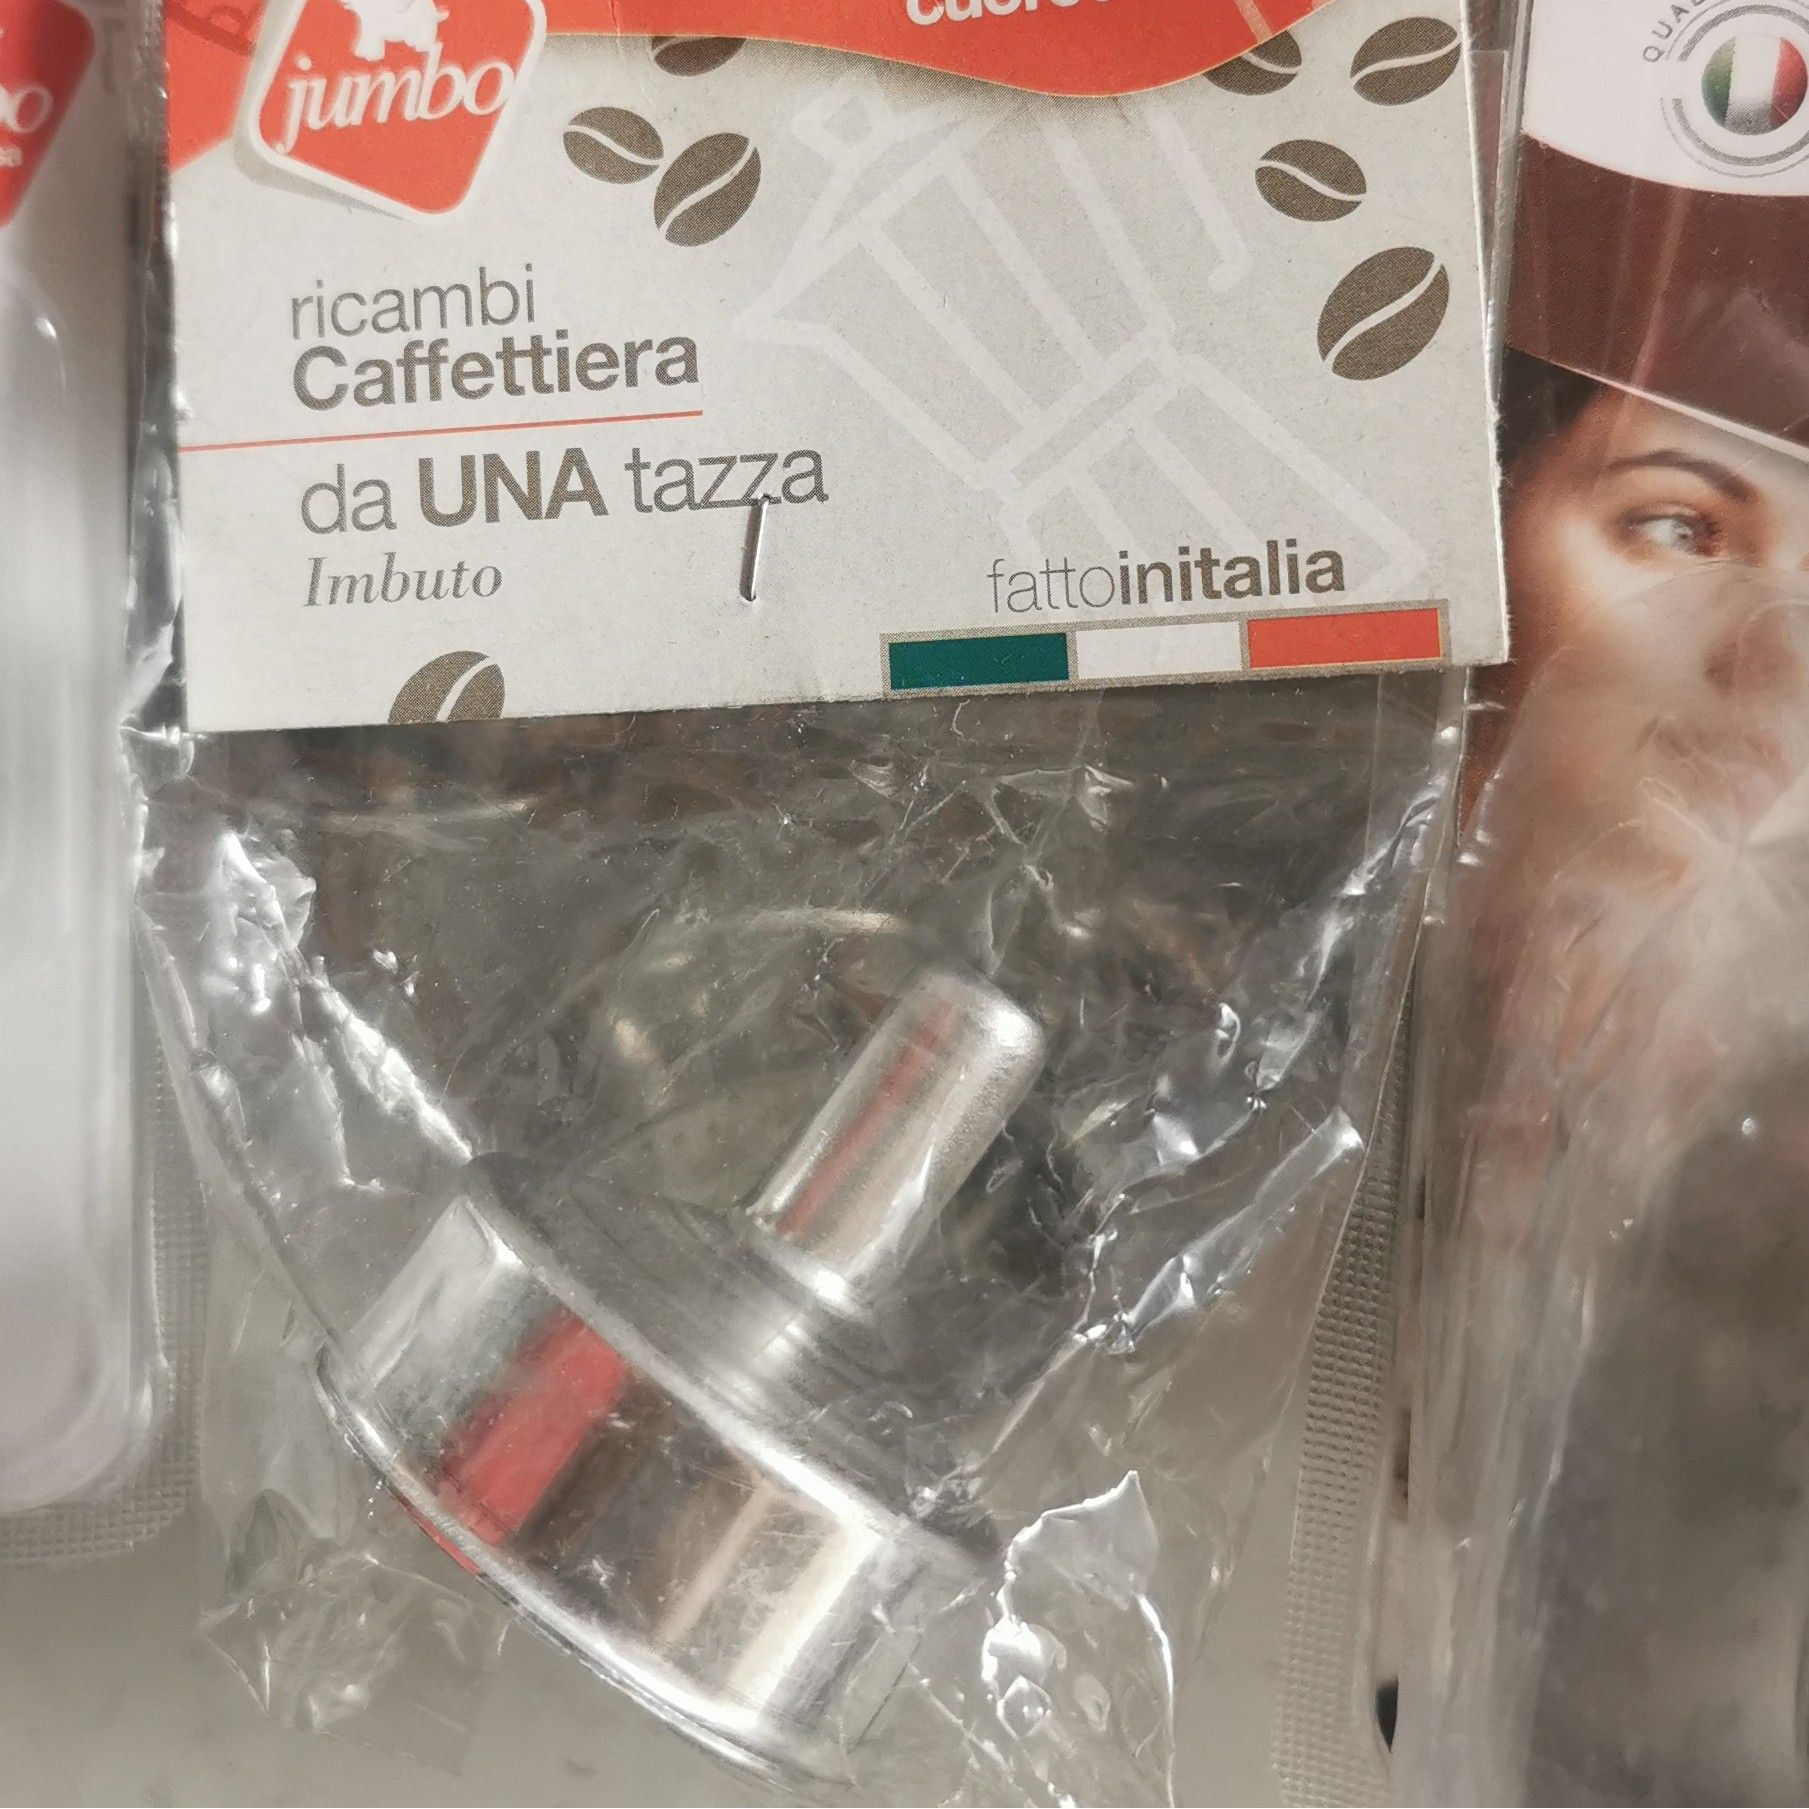 jumbo
ricambi
Caffettiera
da UNA tazza
Imbuto
fattoinitalia